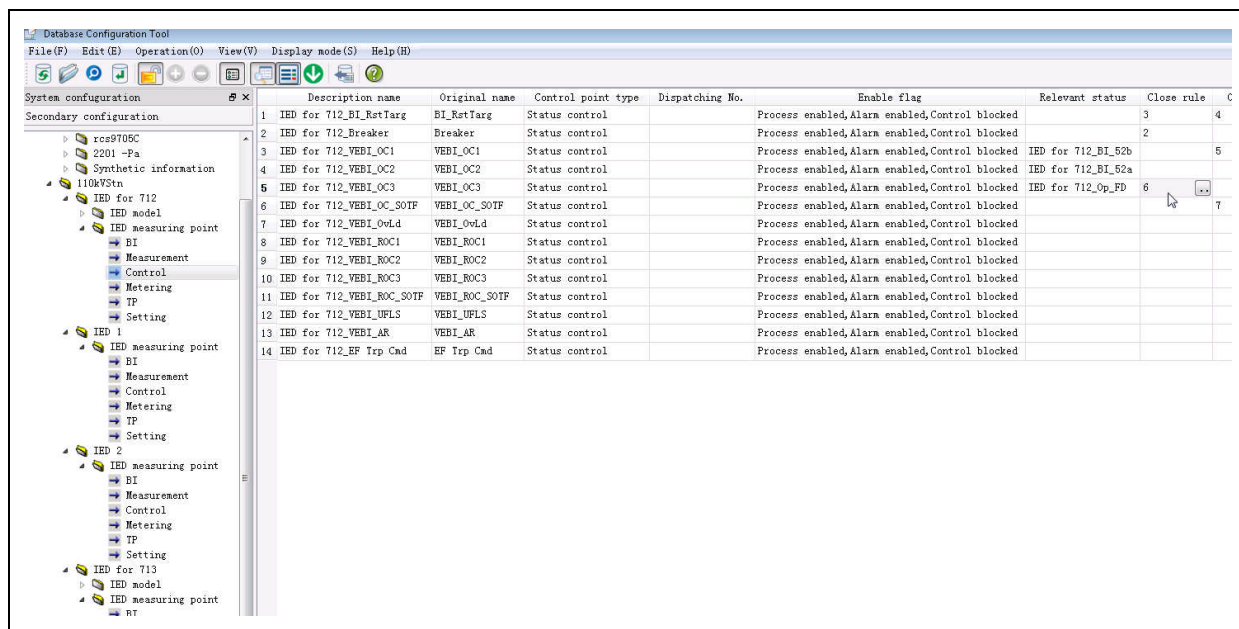 Database Configuration Tool
File(F) Edit(E) Operation(O) View(V) Display mode(S) Help(H)
System confuguration
Secondary configuration
rcs9705C
2201 -Pa
Synthetic information
110kVStn
IED for 712
IED model
IED measuring point
BI
Measurement
Control
Metering
TP
Setting
IED 1
IED measuring point
BI
Measurement
Control
Metering
TP
Setting
IED 2
IED measuring point
BI
Measurement
Control
Metering
TP
Setting
IED for 713
IED model
IED measuring point
BI
Description name Original name Control point type Dispatching No. Enable flag Relevant status Close rule
1 IED for 712_BI_RstTarg BI_RstTarg Status control Process enabled,Alarm enabled,Control blocked 3 4
2 IED for 712_Breaker Breaker Status control Process enabled,Alarm enabled,Control blocked 2
3 IED for 712_VEBI_OC1 VEBI_OC1 Status control Process enabled,Alarm enabled,Control blocked IED for 712_BI_52b 5
4 IED for 712_VEBI_OC2 VEBI_OC2 Status control Process enabled,Alarm enabled,Control blocked IED for 712_BI_52a
5 IED for 712_VEBI_OC3 VEBI_OC3 Status control Process enabled,Alarm enabled,Control blocked IED for 712_Op_FD 6 ..
6 IED for 712_VEBI_OC_SOTF VEBI_OC_SOTF Status control Process enabled,Alarm enabled,Control blocked 7
7 IED for 712_VEBI_OvLd VEBI_OvLd Status control Process enabled,Alarm enabled,Control blocked
8 IED for 712_VEBI_ROC1 VEBI_ROC1 Status control Process enabled,Alarm enabled,Control blocked
9 IED for 712_VEBI_ROC2 VEBI_ROC2 Status control Process enabled,Alarm enabled,Control blocked
10 IED for 712_VEBI_ROC3 VEBI_ROC3 Status control Process enabled,Alarm enabled,Control blocked
11 IED for 712_VEBI_ROC_SOTF VEBI_ROC_SOTF Status control Process enabled,Alarm enabled,Control blocked
12 IED for 712_VEBI_UFLS VEBI_UFLS Status control Process enabled,Alarm enabled,Control blocked
13 IED for 712_VEBI_AR VEBI_AR Status control Process enabled,Alarm enabled,Control blocked
14 IED for 712_EF Trp Cmd EF Trp Cmd Status control Process enabled,Alarm enabled,Control blocked